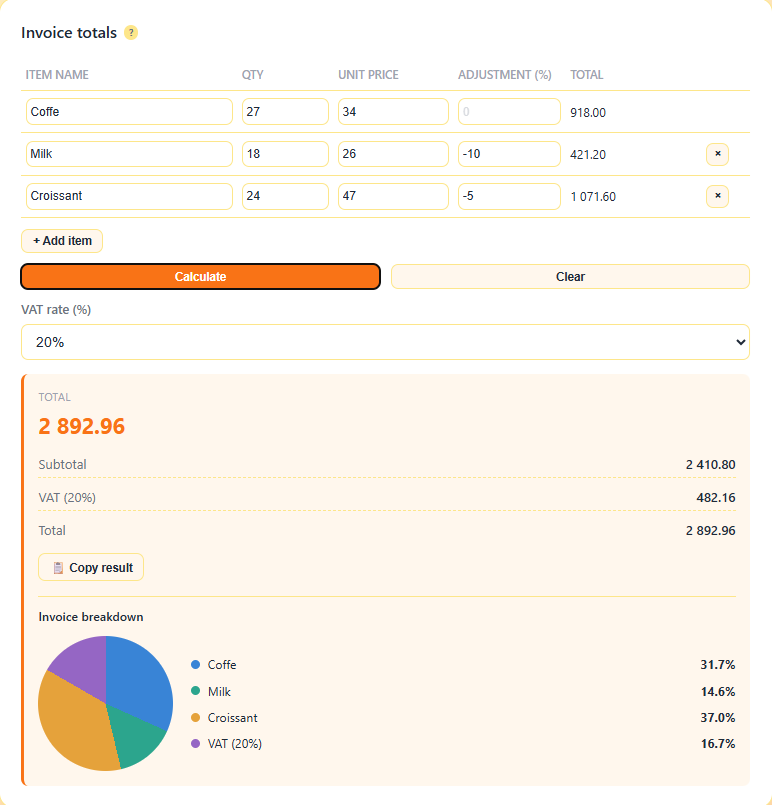 Invoice totals ?
ITEM NAME QTY UNIT PRICE ADJUSTMENT (%) TOTAL
Coffe 27 34 0 918.00
Milk 18 26 -10 421.20 ×
Croissant 24 47 -5 1 071.60 ×
+ Add item
Calculate Clear
VAT rate (%)
20%
TOTAL
2 892.96
Subtotal 2 410.80
VAT (20%) 482.16
Total 2 892.96
Copy result
Invoice breakdown
Coffe 31.7%
Milk 14.6%
Croissant 37.0%
VAT (20%) 16.7%